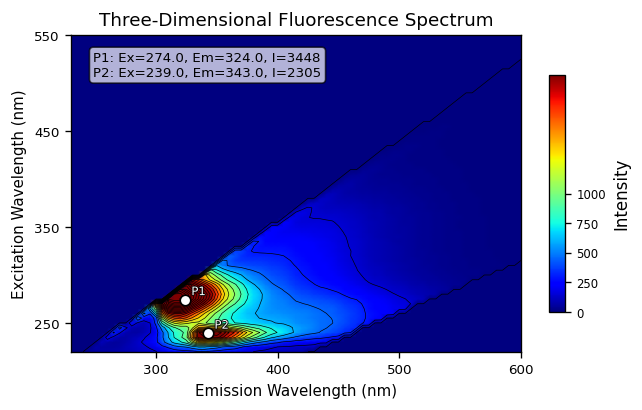 Three-Dimensional Fluorescence Spectrum
550
P1: Ex=274.0, Em=324.0, I=3448
P2: Ex=239.0, Em=343.0, I=2305
450
350
250
Excitation Wavelength (nm)
P1
P2
300
400
500
600
Emission Wavelength (nm)
1000
750
500
250
0
Intensity